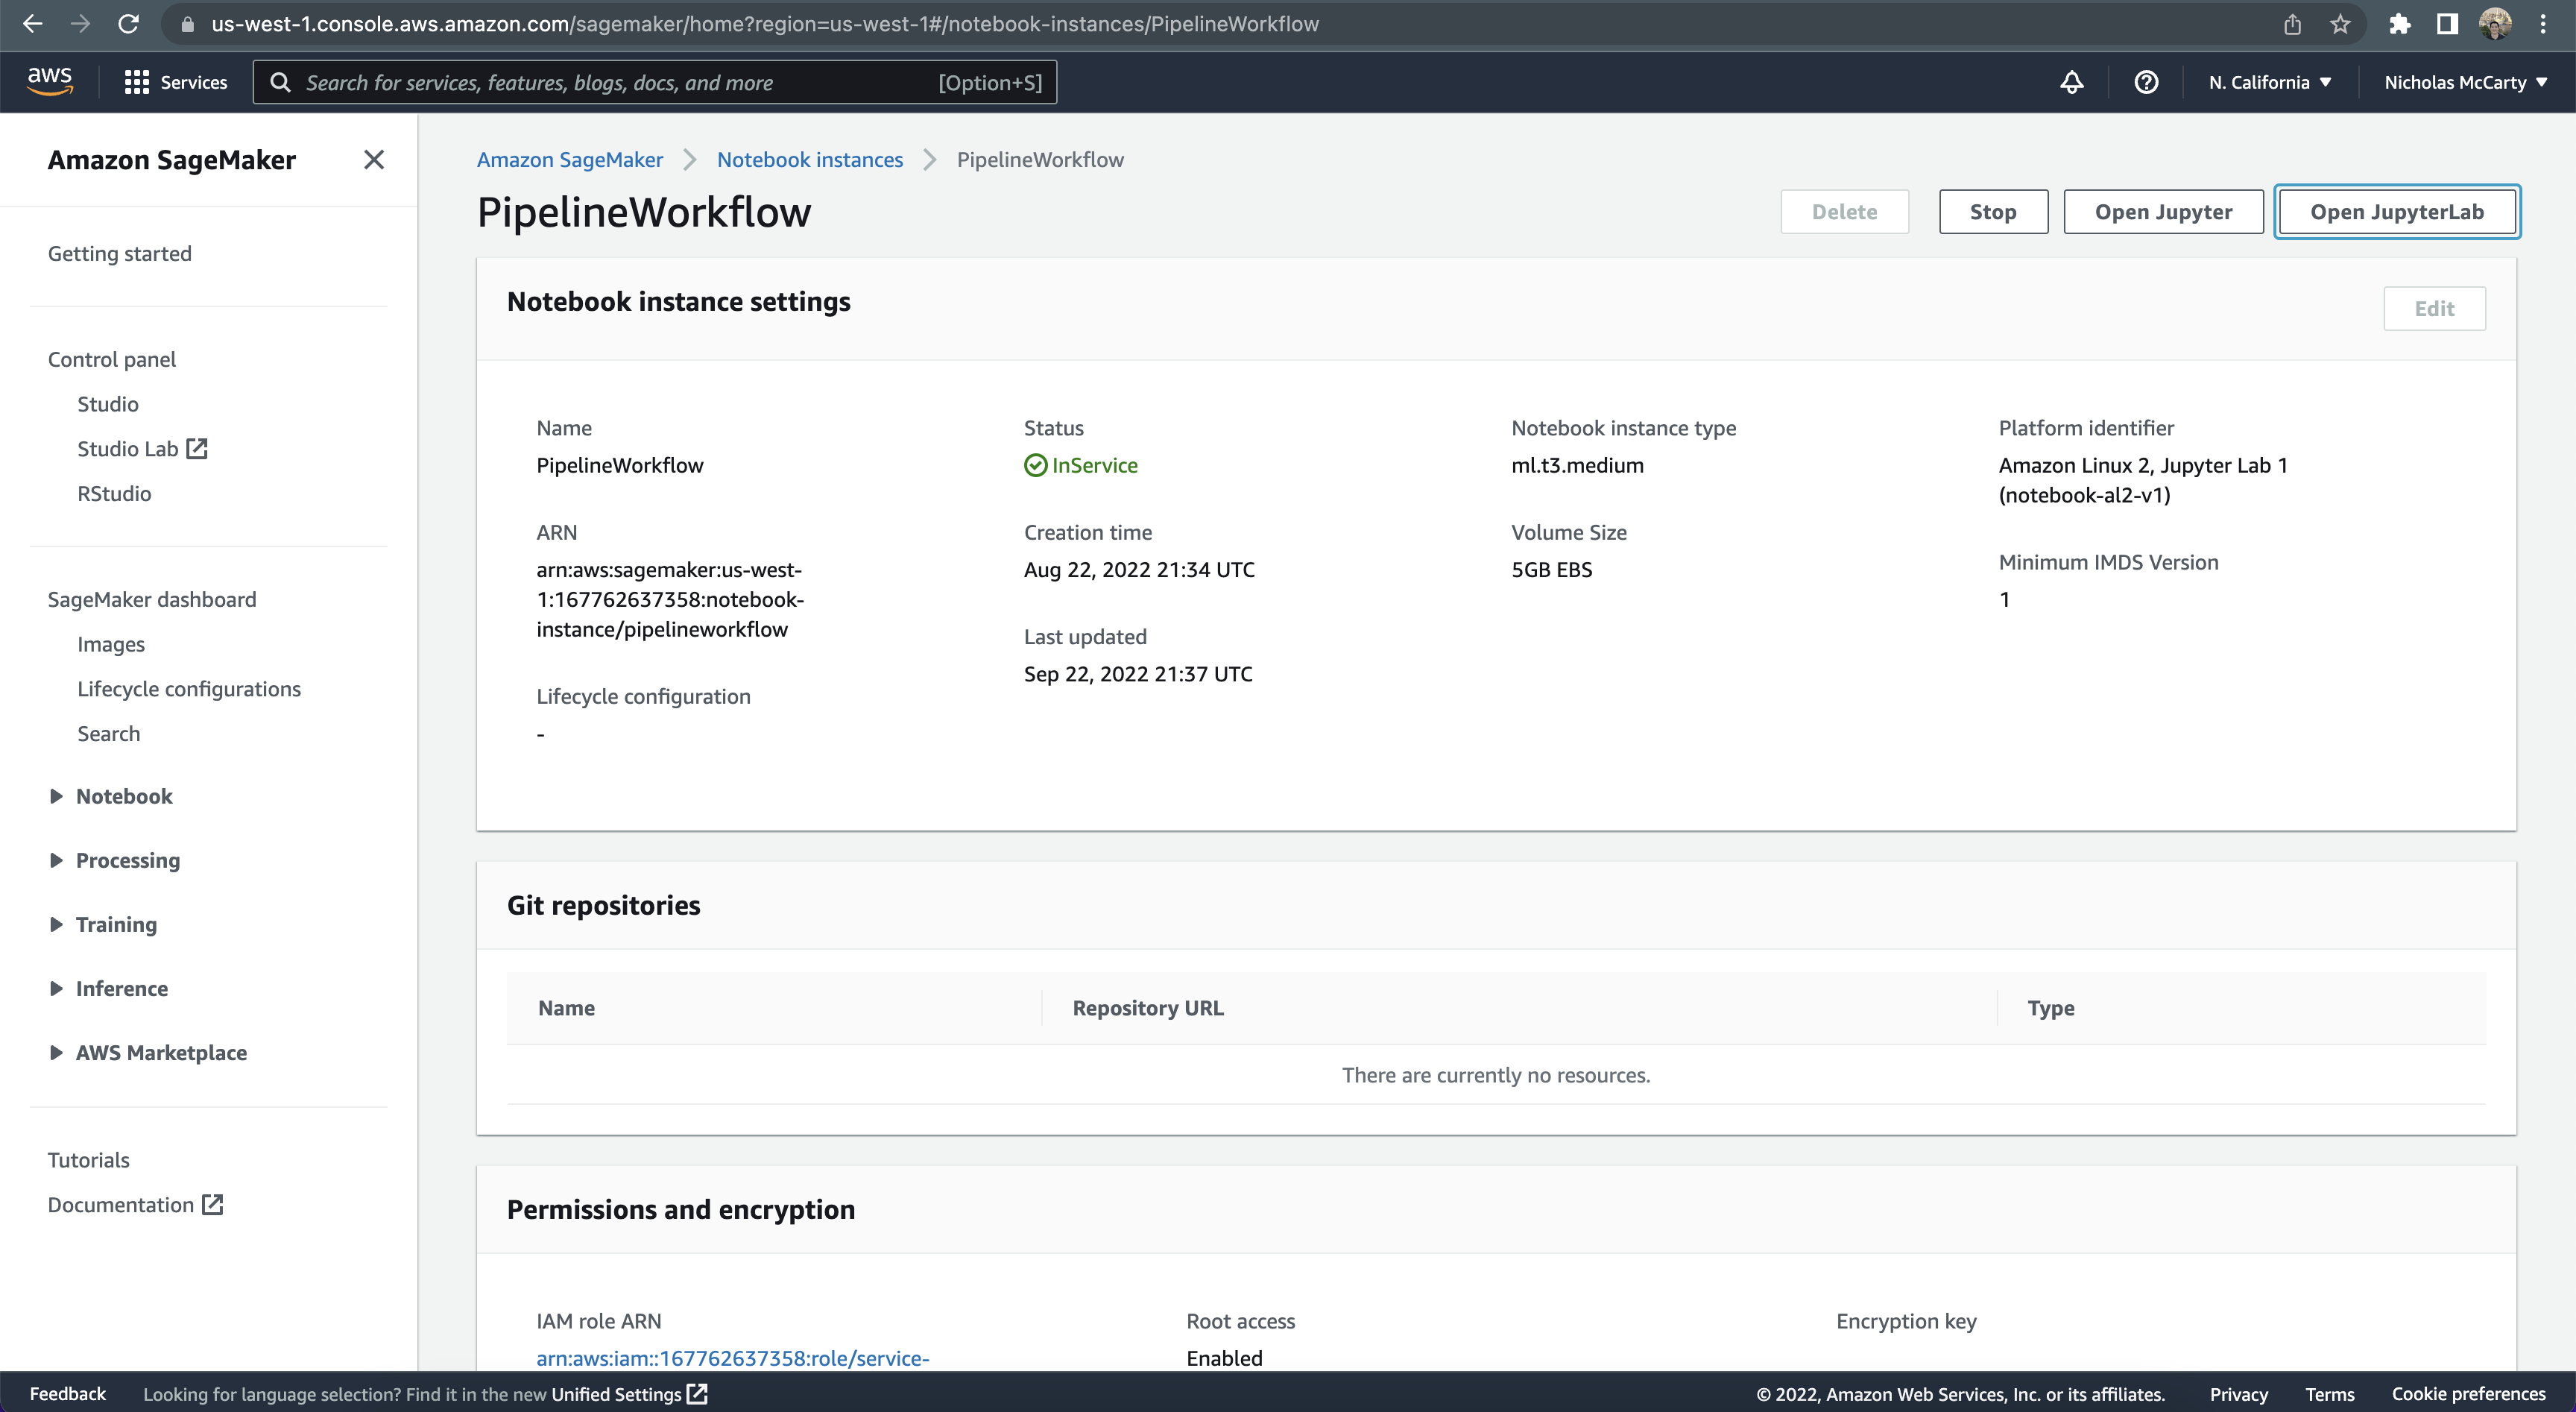 us-west-1.console.aws.amazon.com/sagemaker/home?region=us-west-1#/notebook-instances/PipelineWorkflow
aws
Services
Search for services, features, blogs, docs, and more
[Option+S]
N. California
Nicholas McCarty
Amazon SageMaker
Getting started
Control panel
Studio
Studio Lab
RStudio
SageMaker dashboard
Images
Lifecycle configurations
Search
Notebook
Processing
Training
Inference
AWS Marketplace
Tutorials
Documentation
Amazon SageMaker
Notebook instances
PipelineWorkflow
PipelineWorkflow
Delete
Stop
Open Jupyter
Open JupyterLab
Notebook instance settings
Edit
Name
PipelineWorkflow
ARN
arn:aws:sagemaker:us-west-
1:167762637358:notebook-
instance/pipelineworkflow
Lifecycle configuration
-
Status
InService
Creation time
Aug 22, 2022 21:34 UTC
Last updated
Sep 22, 2022 21:37 UTC
Notebook instance type
ml.t3.medium
Volume Size
5GB EBS
Platform identifier
Amazon Linux 2, Jupyter Lab 1
(notebook-al2-v1)
Minimum IMDS Version
1
Git repositories
Name
Repository URL
Type
There are currently no resources.
Permissions and encryption
IAM role ARN
arn:aws:iam::167762637358:role/service-
Root access
Enabled
Encryption key
Feedback
Looking for language selection? Find it in the new Unified Settings
© 2022, Amazon Web Services, Inc. or its affiliates.
Privacy
Terms
Cookie preferences